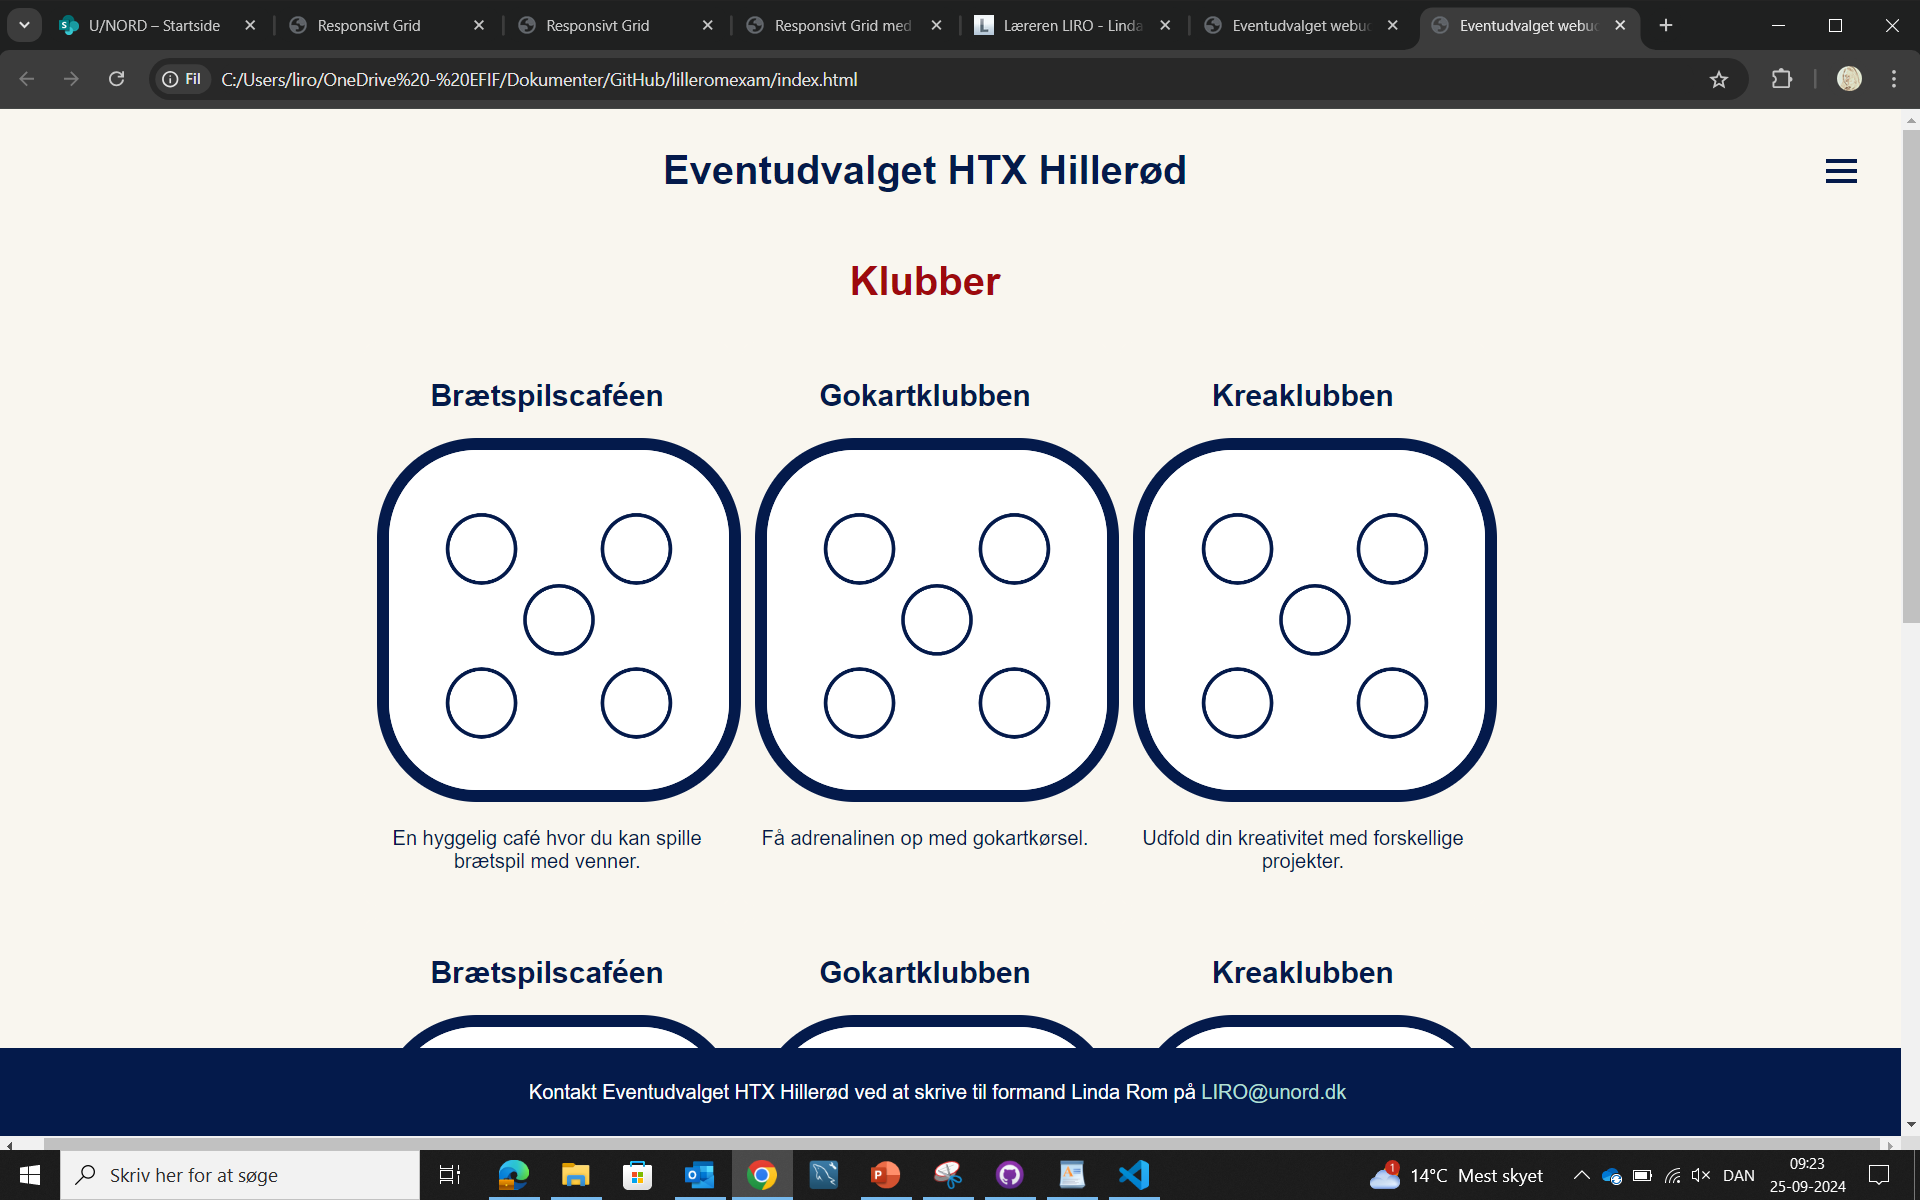 U/NORD – Startside
Responsivt Grid
Responsivt Grid
Responsivt Grid med
Læreren LIRO - Linda
Eventudvalget webu
Eventudvalget webu
Fil
C:/Users/liro/OneDrive%20-%20EFIF/Dokumenter/GitHub/lilleromexam/index.html
Eventudvalget HTX Hillerød
Klubber
Brætspilscaféen
Gokartklubben
Kreaklubben
En hyggelig café hvor du kan spille
brætspil med venner.
Få adrenalinen op med gokartkørsel.
Udfold din kreativitet med forskellige
projekter.
Brætspilscaféen
Gokartklubben
Kreaklubben
Kontakt Eventudvalget HTX Hillerød ved at skrive til formand Linda Rom på LIRO@unord.dk
Skriv her for at søge
1
14°C Mest skyet
DAN
09:23
25-09-2024